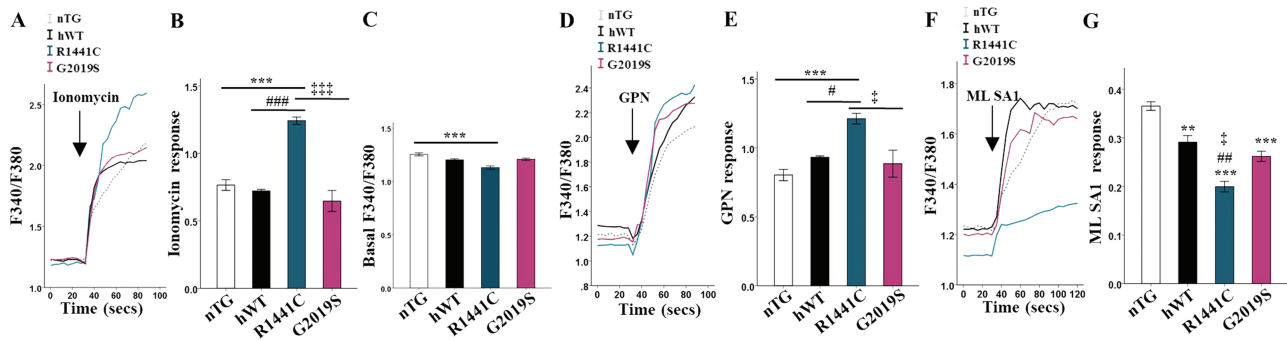 A
nTG
hWT
R1441C
G2019S
Ionomycin
F340/F380
2.5
2.0
1.5
1.0
0 20 40 60 80 100
Time (secs)
B
***
‡‡‡
###
Ionomycin response
1.5
1.0
0.5
0.0
nTG
hWT
R1441C
G2019S
C
***
Basal F340/F380
1.5
1.0
0.5
0.0
nTG
hWT
R1441C
G2019S
D
nTG
hWT
R1441C
G2019S
GPN
F340/F380
2.4
2.2
2.0
1.8
1.6
1.4
1.2
.0
0 20 40 60 80 100
Time (secs)
E
***
#
‡
GPN response
1.5
1.0
0.5
0.0
nTG
hWT
R1441C
G2019S
F
nTG
hWT
R1441C
G2019S
ML SA1
F340/F380
1.8
1.6
1.4
1.2
1.0
0 20 40 60 80 100 120
Time (secs)
G
ML SA1 response
0.4
0.3
0.2
0.1
0.0
**
‡
##
***
***
nTG
hWT
R1441C
G2019S